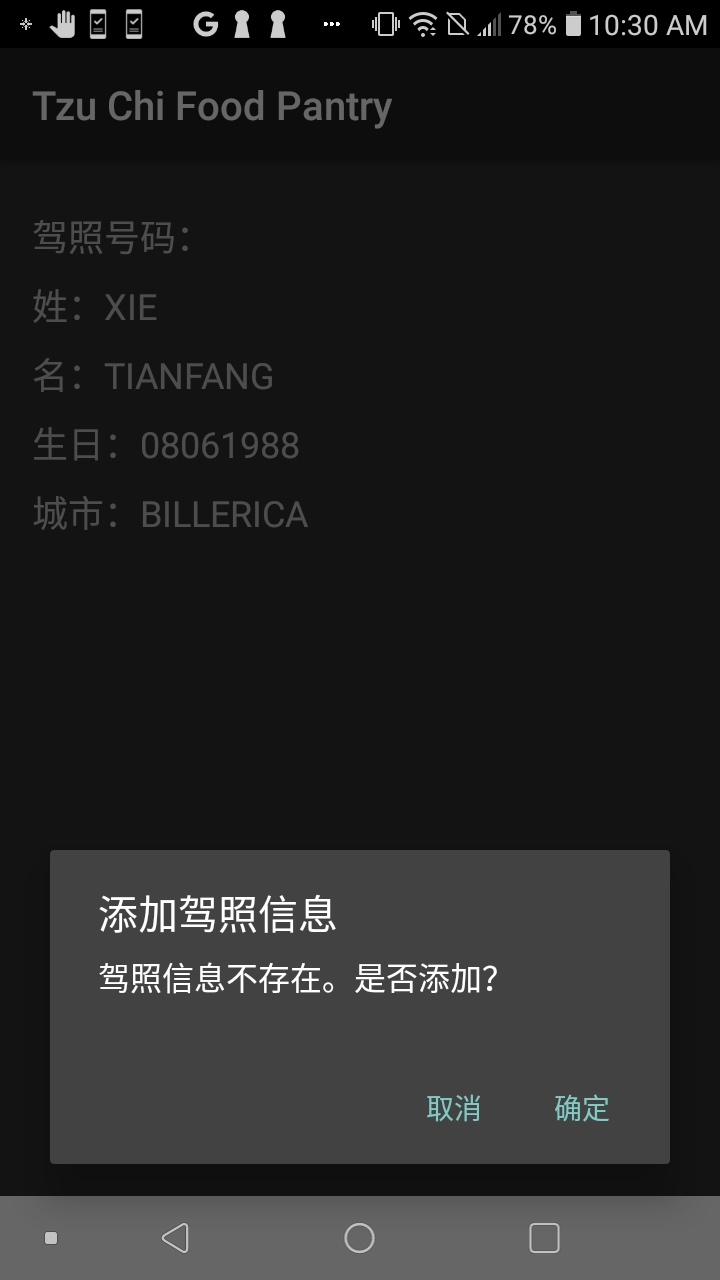 78% 10:30 AM
Tzu Chi Food Pantry
驾照号码：
姓：XIE
名：TIANFANG
生日：08061988
城市：BILLERICA
添加驾照信息
驾照信息不存在。是否添加？
取消 确定